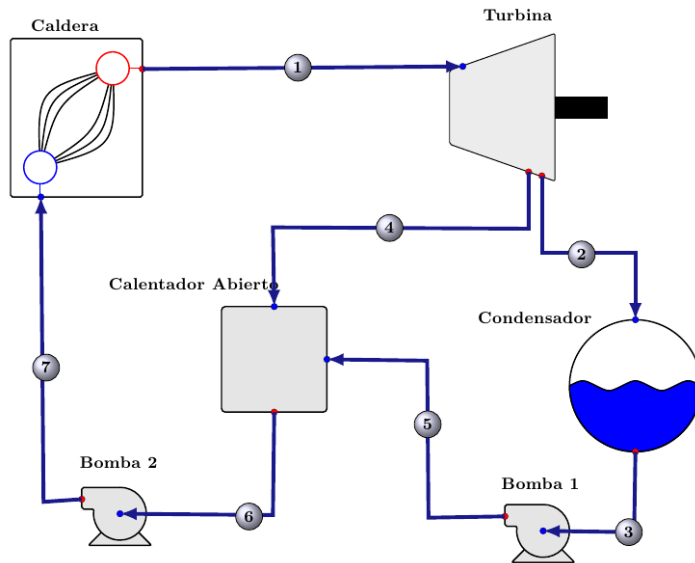 Turbina
Caldera
1
4
2
Calentador Abierto
Condensador
7
5
Bomba 2
Bomba 1
6
3